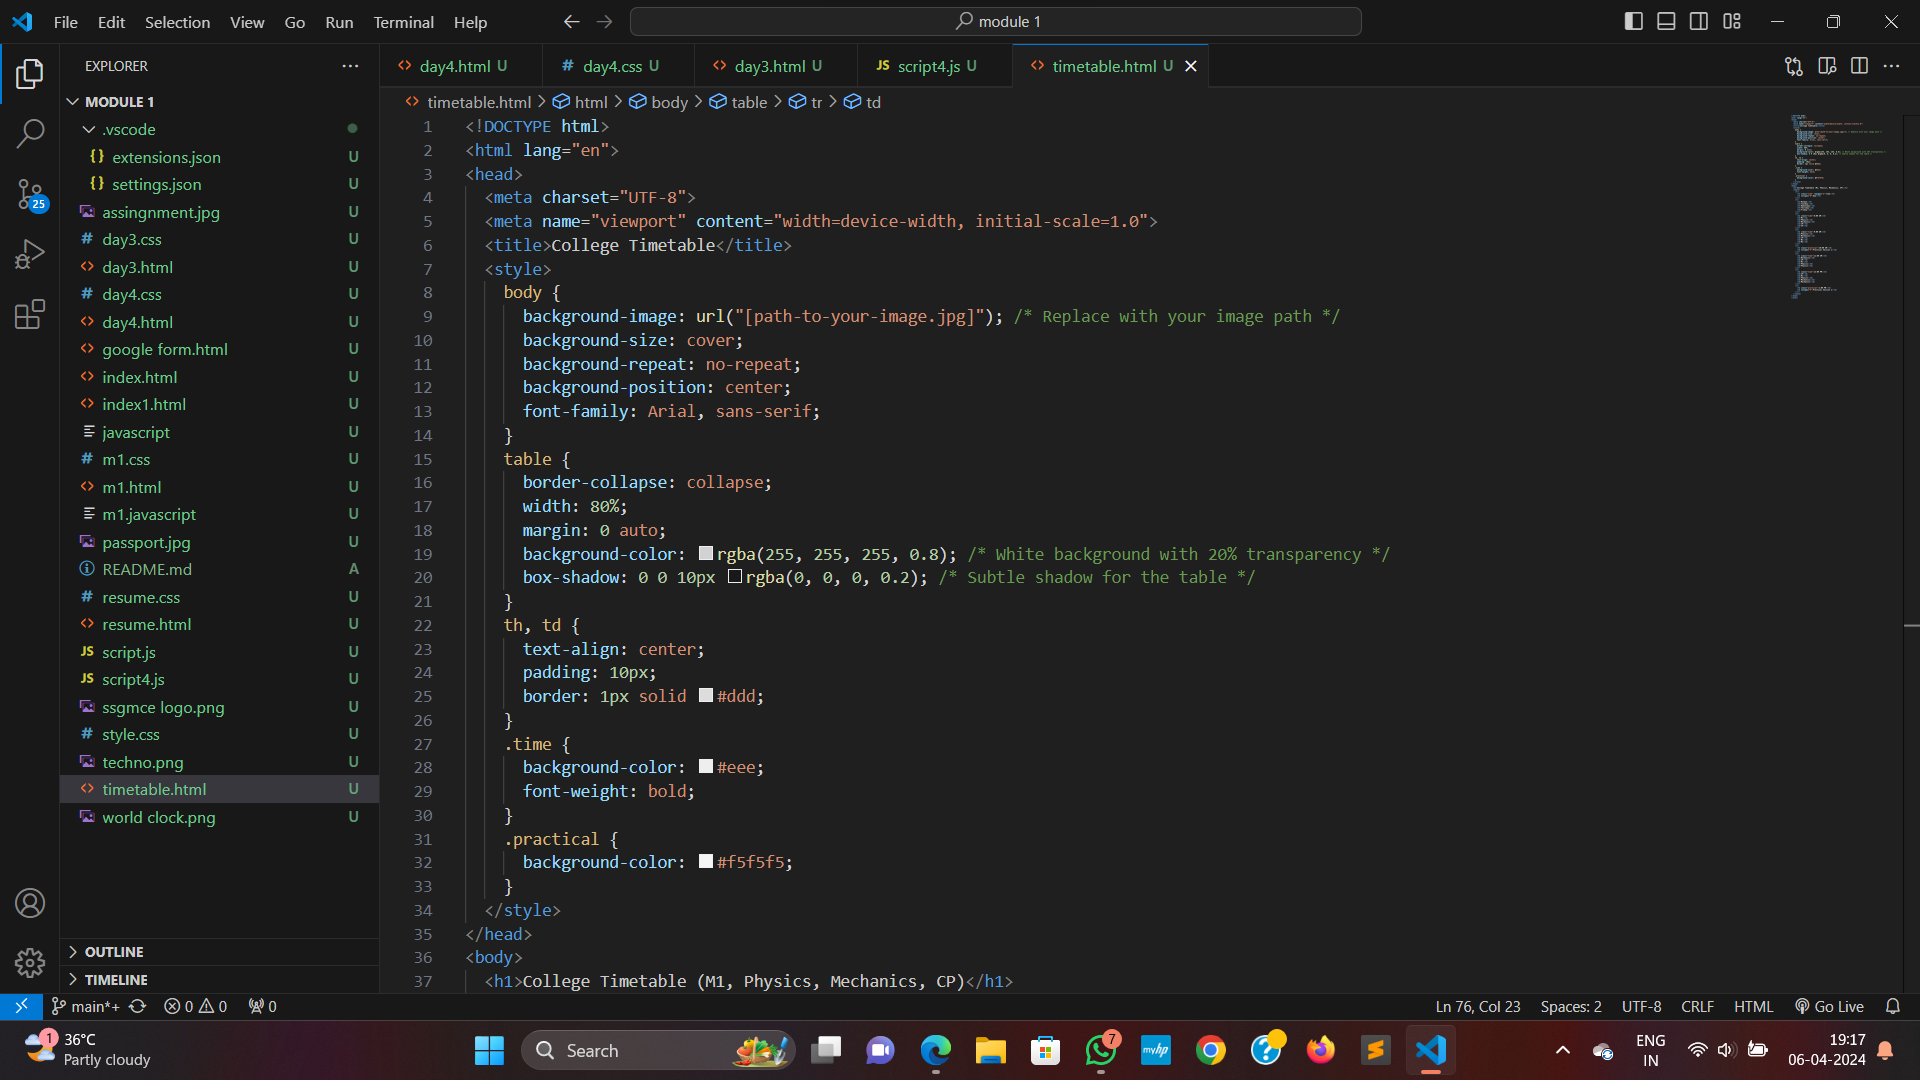 File Edit Selection View Go Run Terminal Help
module 1
EXPLORER
MODULE 1
.vscode
{} extensions.json U
{} settings.json U
assingnment.jpg U
# day3.css U
<> day3.html U
# day4.css U
<> day4.html U
<> google form.html U
<> index.html U
<> index1.html U
javascript U
# m1.css U
<> m1.html U
m1.javascript U
passport.jpg U
README.md A
# resume.css U
<> resume.html U
JS script.js U
JS script4.js U
ssgmce logo.png U
# style.css U
techno.png U
<> timetable.html U
world clock.png U
OUTLINE
TIMELINE
25
<> day4.html U # day4.css U <> day3.html U JS script4.js U <> timetable.html U
<> timetable.html > html > body > table > tr > td
1 <!DOCTYPE html>
2 <html lang="en">
3 <head>
4 <meta charset="UTF-8">
5 <meta name="viewport" content="width=device-width, initial-scale=1.0">
6 <title>College Timetable</title>
7 <style>
8 body {
9 background-image: url("[path-to-your-image.jpg]"); /* Replace with your image path */
10 background-size: cover;
11 background-repeat: no-repeat;
12 background-position: center;
13 font-family: Arial, sans-serif;
14 }
15 table {
16 border-collapse: collapse;
17 width: 80%;
18 margin: 0 auto;
19 background-color: rgba(255, 255, 255, 0.8); /* White background with 20% transparency */
20 box-shadow: 0 0 10px rgba(0, 0, 0, 0.2); /* Subtle shadow for the table */
21 }
22 th, td {
23 text-align: center;
24 padding: 10px;
25 border: 1px solid #ddd;
26 }
27 .time {
28 background-color: #eee;
29 font-weight: bold;
30 }
31 .practical {
32 background-color: #f5f5f5;
33 }
34 </style>
35 </head>
36 <body>
37 <h1>College Timetable (M1, Physics, Mechanics, CP)</h1>
main*+ 0 0 0 Ln 76, Col 23 Spaces: 2 UTF-8 CRLF HTML Go Live
1 36°C
Partly cloudy
Search
7
myhp
ENG
IN
19:17
06-04-2024